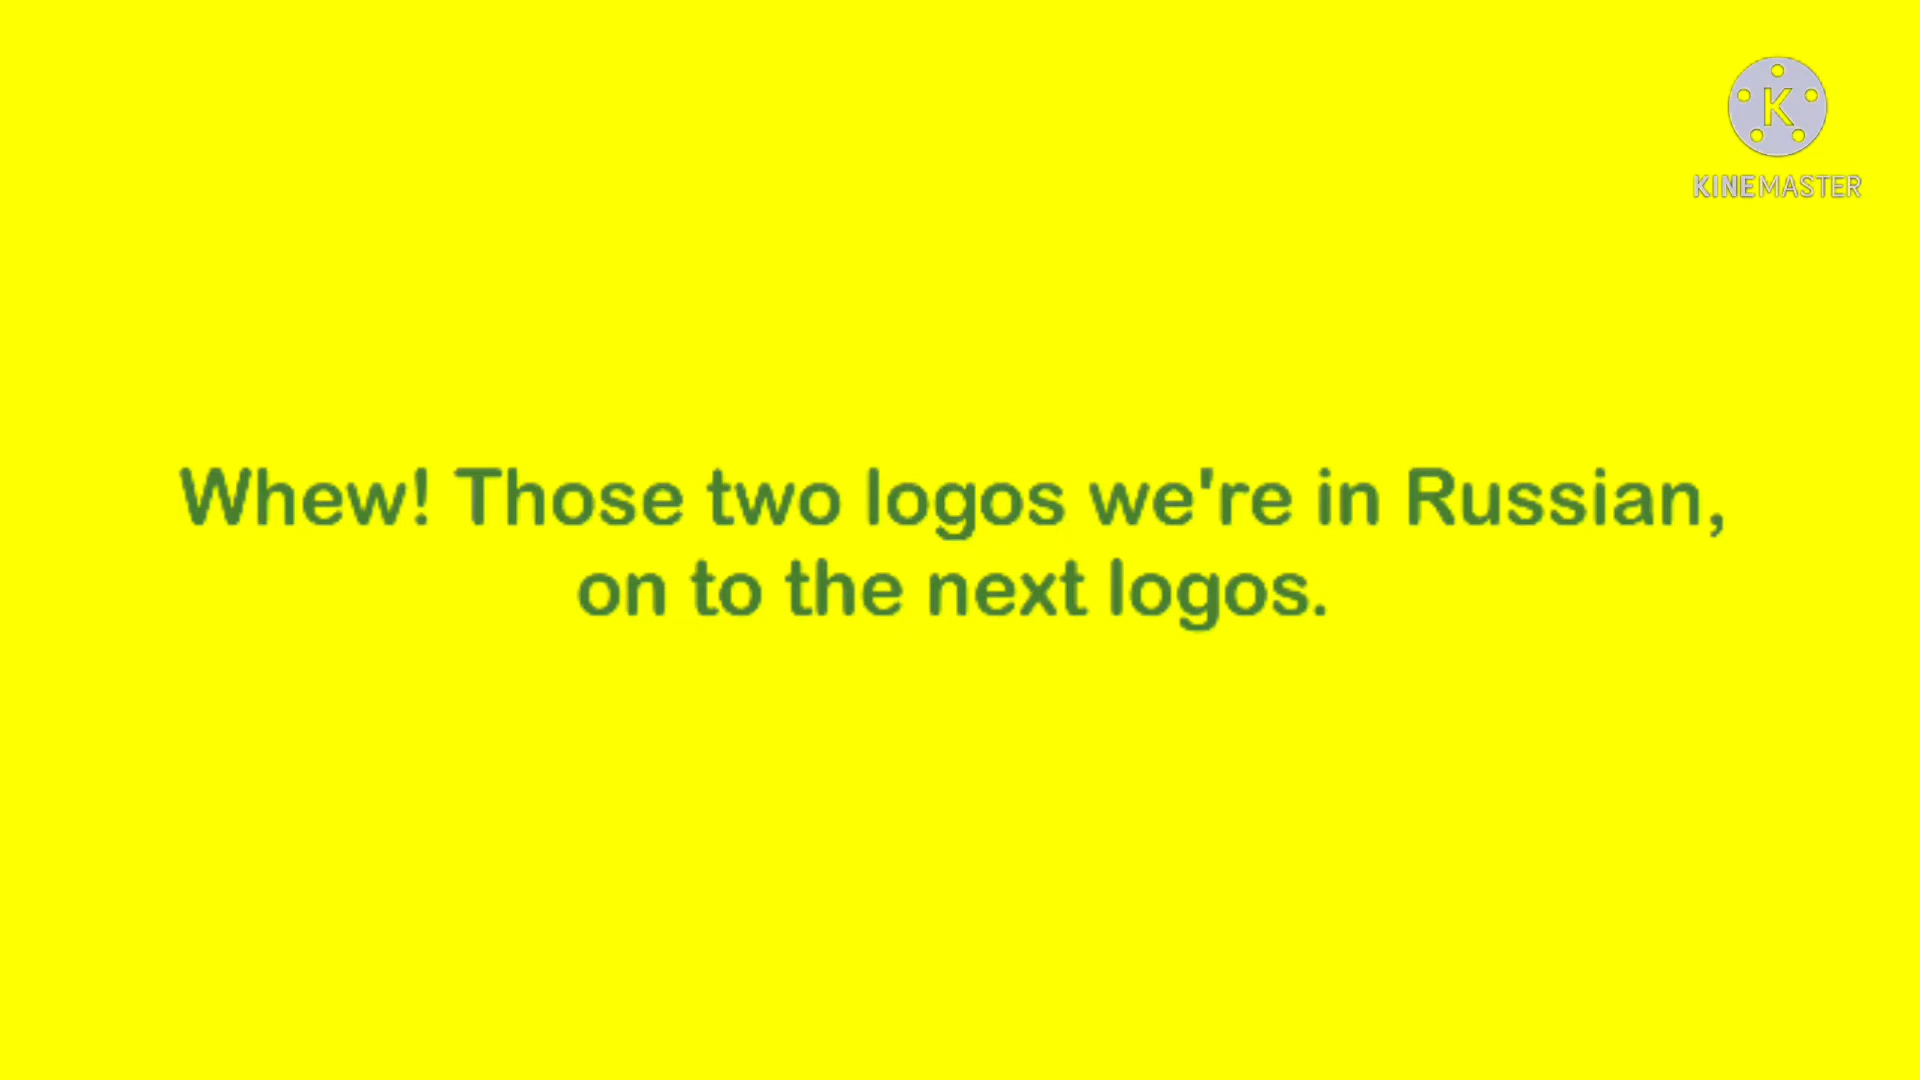 K
KINEMASTER
Whew! Those two logos we're in Russian,
on to the next logos.